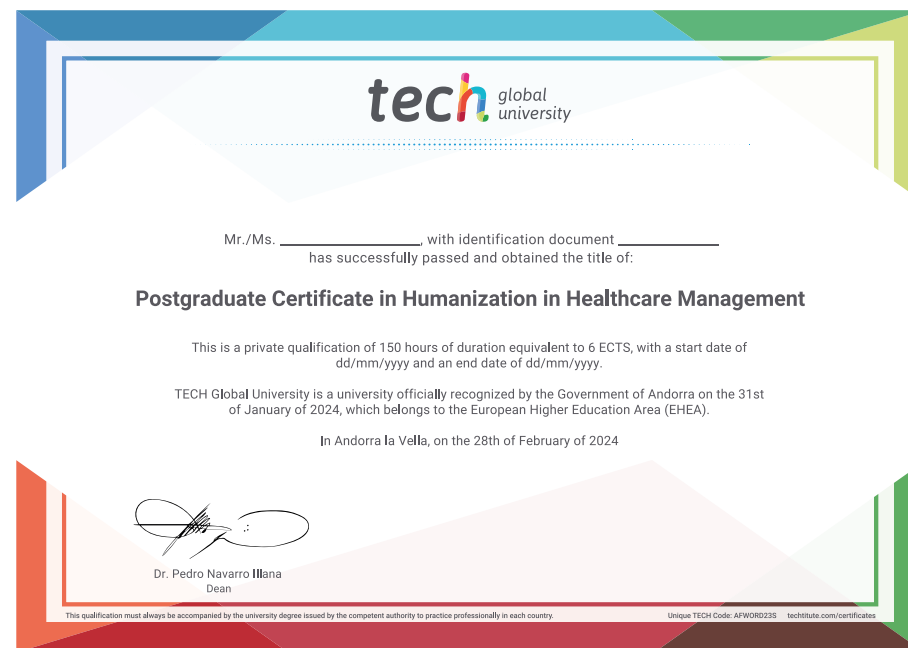 tech global university
Mr./Ms. ____________, with identification document ____________
has successfully passed and obtained the title of:
Postgraduate Certificate in Humanization in Healthcare Management
This is a private qualification of 150 hours of duration equivalent to 6 ECTS, with a start date of
dd/mm/yyyy and an end date of dd/mm/yyyy.
TECH Global University is a university officially recognized by the Government of Andorra on the 31st
of January of 2024, which belongs to the European Higher Education Area (EHEA).
In Andorra la Vella, on the 28th of February of 2024
Dr. Pedro Navarro Illana
Dean
This qualification must always be accompanied by the university degree issued by the competent authority to practice professionally in each country.
Unique TECH Code: AFWORD23S techtitute.com/certificates